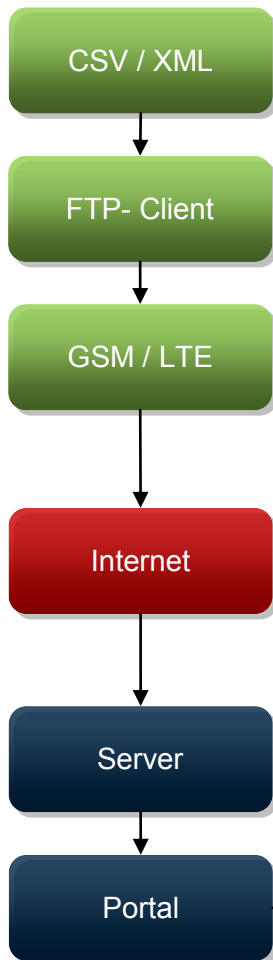 CSV / XML
FTP- Client
GSM / LTE
Internet
Server
Portal